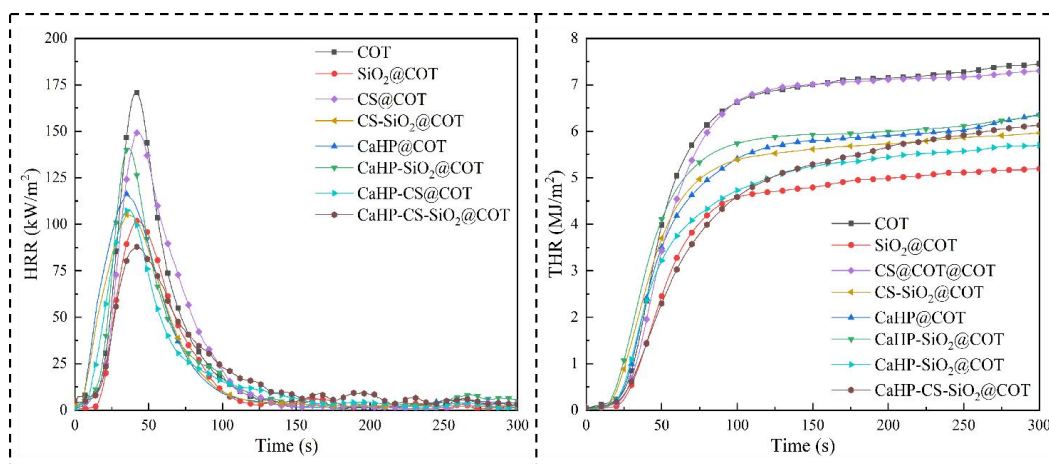 200
175
150
125
100
75
50
25
0
HRR (kW/m²)
0 50 100 150 200 250 300
Time (s)
COT
SiO₂@COT
CS@COT
CS-SiO₂@COT
CaHP@COT
CaHP-SiO₂@COT
CaHP-CS@COT
CaHP-CS-SiO₂@COT
8
7
6
5
4
3
2
1
0
THR (MJ/m²)
0 50 100 150 200 250 300
Time (s)
COT
SiO₂@COT
CS@COT@COT
CS-SiO₂@COT
CaHP@COT
CaHP-SiO₂@COT
CaHP-SiO₂@COT
CaHP-CS-SiO₂@COT